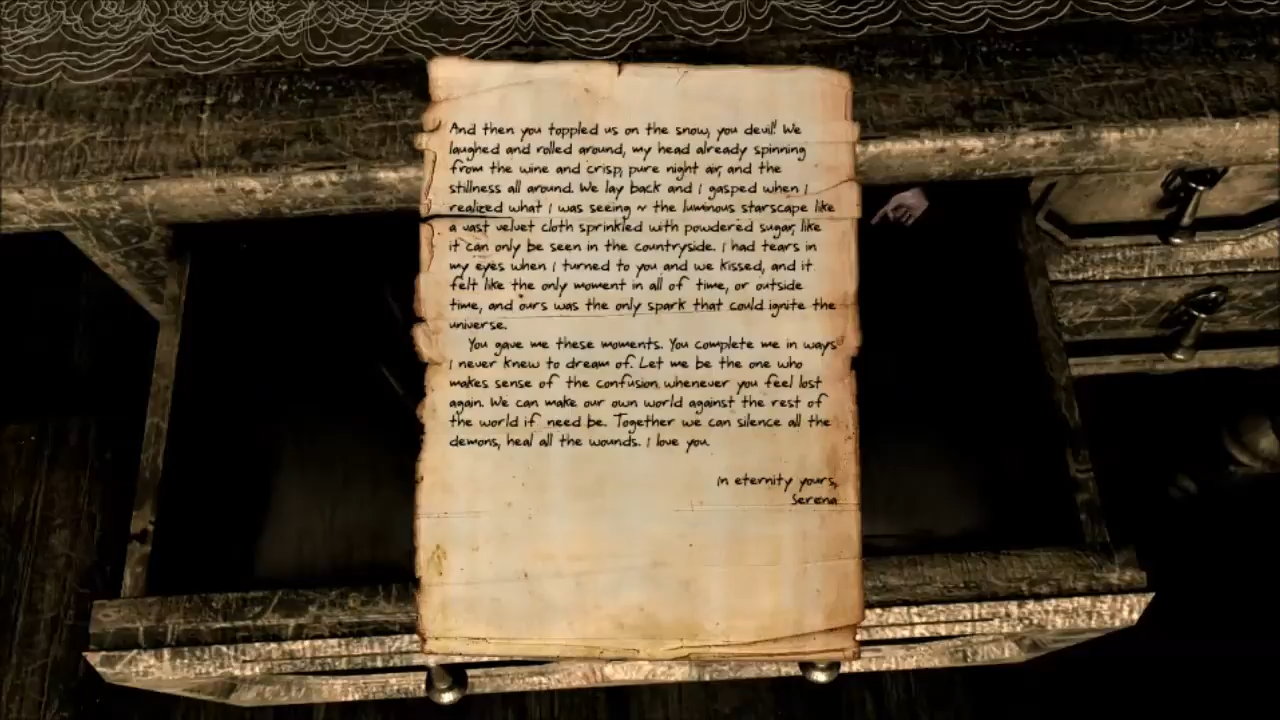 And then you toppled us on the snow, you devil! We
laughed and rolled around, my head already spinning
from the wine and crisp, pure night air, and the
stillness all around. We lay back and I gasped when I
realized what I was seeing ~ the luminous starscape like
a vast velvet cloth sprinkled with powdered sugar, like
it can only be seen in the countryside. I had tears in
my eyes when I turned to you and we kissed, and it
felt like the only moment in all of time, or outside
time, and ours was the only spark that could ignite the
universe.
You gave me these moments. You complete me in ways
I never knew to dream of. Let me be the one who
makes sense of the confusion whenever you feel lost
again. We can make our own world against the rest of
the world if need be. Together we can silence all the
demons, heal all the wounds. I love you.
In eternity yours,
Serena